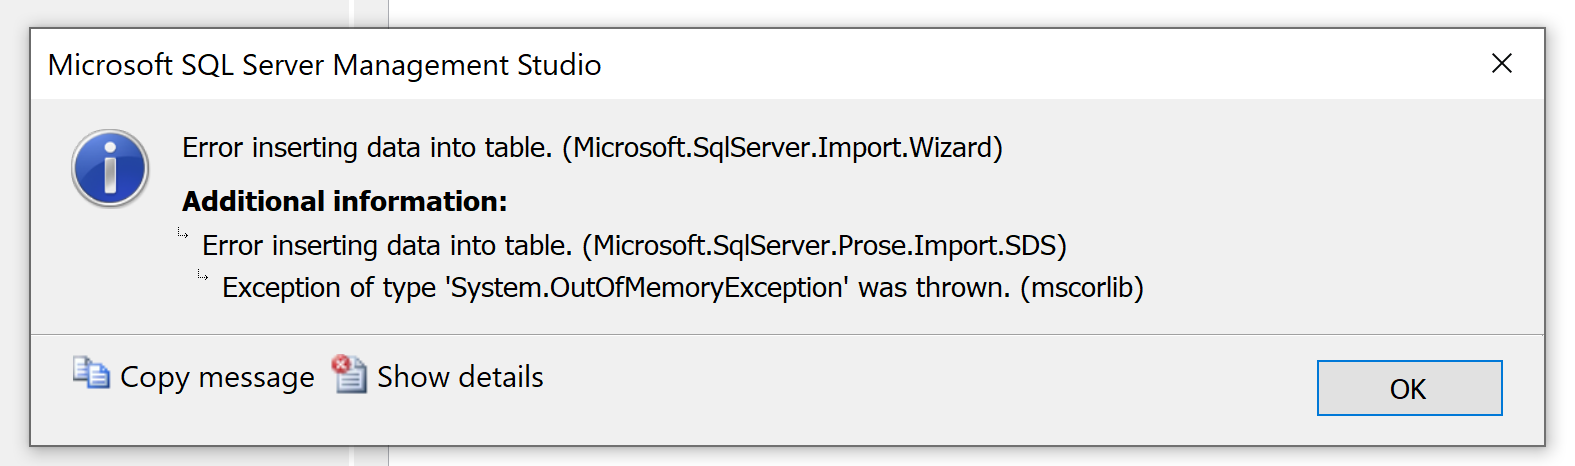 Microsoft SQL Server Management Studio
Error inserting data into table. (Microsoft.SqlServer.Import.Wizard)
Additional information:
Error inserting data into table. (Microsoft.SqlServer.Prose.Import.SDS)
Exception of type 'System.OutOfMemoryException' was thrown. (mscorlib)
Copy message Show details OK